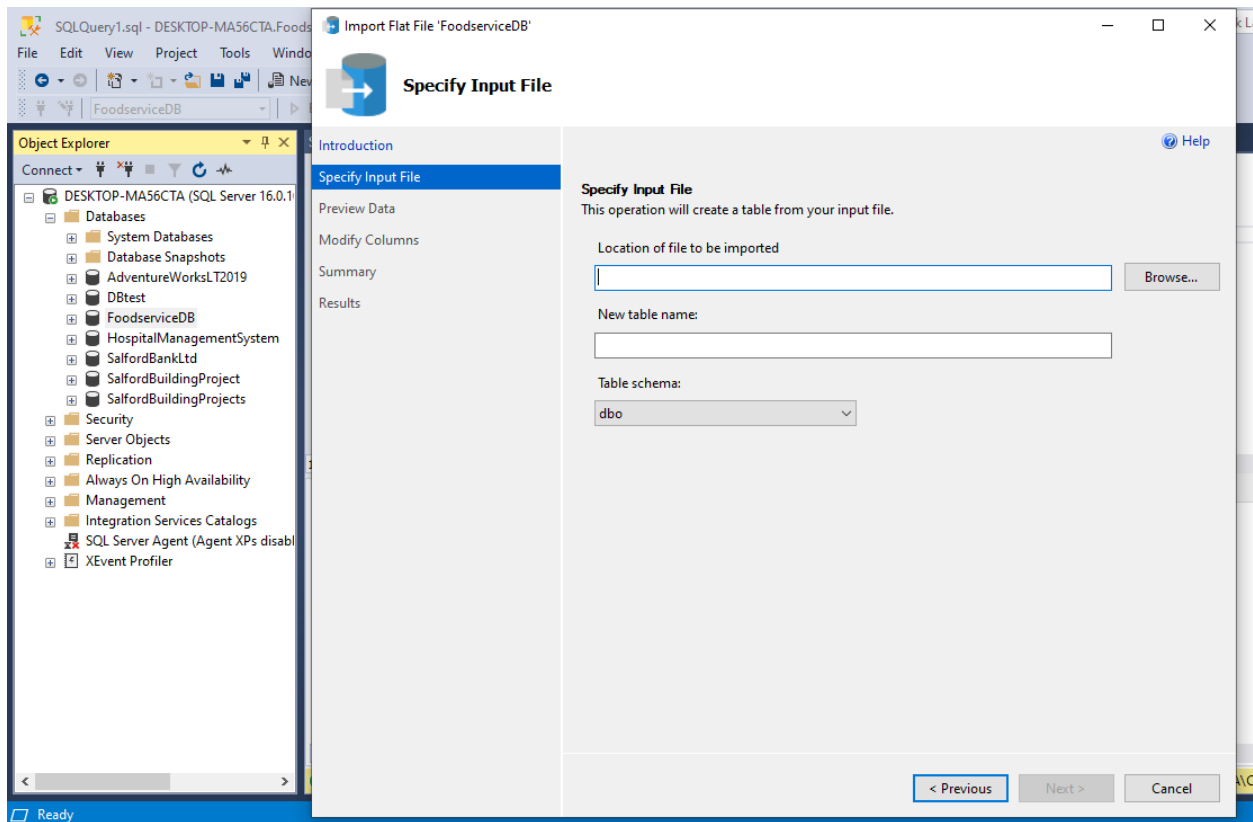 SQLQuery1.sql - DESKTOP-MA56CTA.Foods
File Edit View Project Tools Windo
Nev
FoodserviceDB
Object Explorer
Connect
DESKTOP-MA56CTA (SQL Server 16.0.1
Databases
System Databases
Database Snapshots
AdventureWorksLT2019
DBtest
FoodserviceDB
HospitalManagementSystem
SalfordBankLtd
SalfordBuildingProject
SalfordBuildingProjects
Security
Server Objects
Replication
Always On High Availability
Management
Integration Services Catalogs
SQL Server Agent (Agent XPs disabl
XEvent Profiler
Ready
Import Flat File 'FoodserviceDB'
Specify Input File
Introduction
Specify Input File
Preview Data
Modify Columns
Summary
Results
Help
Specify Input File
This operation will create a table from your input file.
Location of file to be imported
Browse...
New table name:
Table schema:
dbo
< Previous Next > Cancel